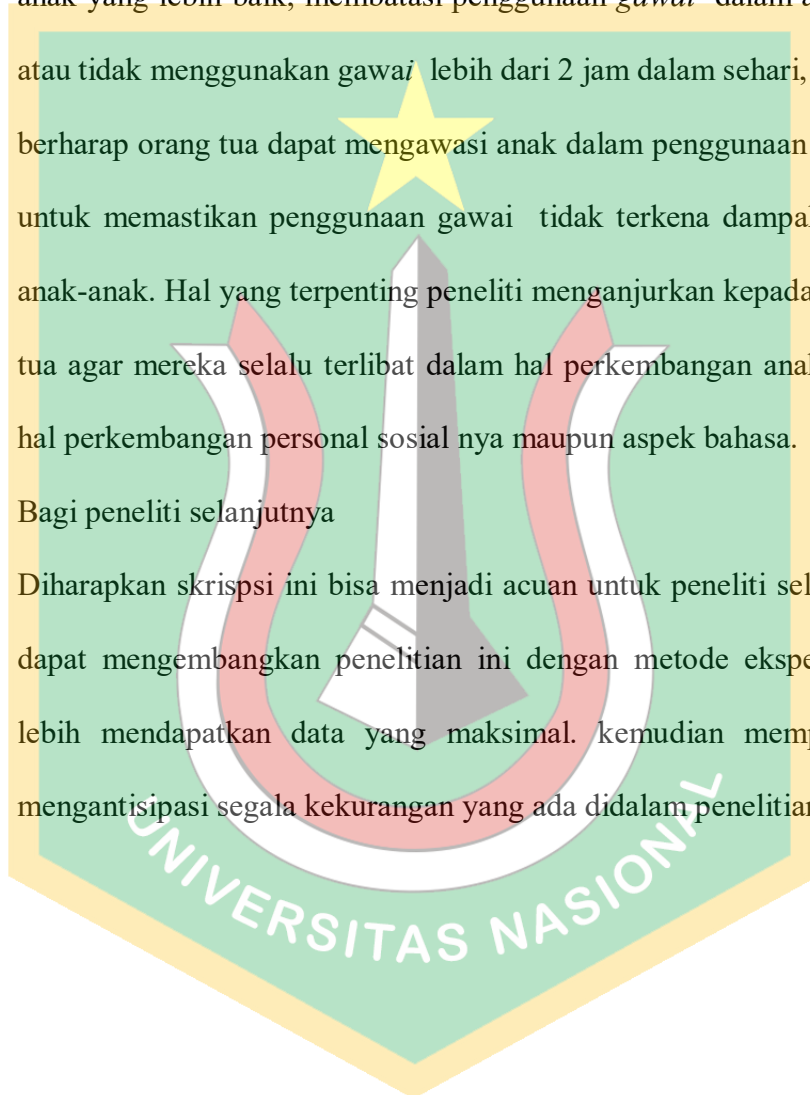 anak yang lebih baik, membatasi penggunaan gawai dalam
atau tidak menggunakan gawai lebih dari 2 jam dalam sehari,
berharap orang tua dapat mengawasi anak dalam penggunaan
untuk memastikan penggunaan gawai tidak terkena dampa
anak-anak. Hal yang terpenting peneliti menganjurkan kepada
tua agar mereka selalu terlibat dalam hal perkembangan ana
hal perkembangan personal sosial nya maupun aspek bahasa.
Bagi peneliti selanjutnya
Diharapkan skrispsi ini bisa menjadi acuan untuk peneliti sel
dapat mengembangkan penelitian ini dengan metode ekspe
lebih mendapatkan data yang maksimal. kemudian memp
mengantisipasi segala kekurangan yang ada didalam penelitian
UNIVERSITAS NASIONAL